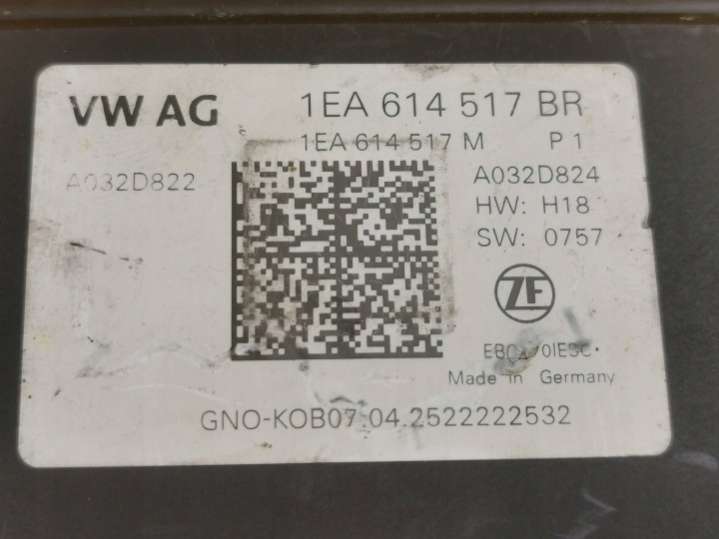 VW AG
1EA 614 517 BR
1EA 614 517 M P 1
A032D822
A032D824
HW: H18
SW: 0757
ZF
Made in Germany
GNO-KOB07.04.2522222532